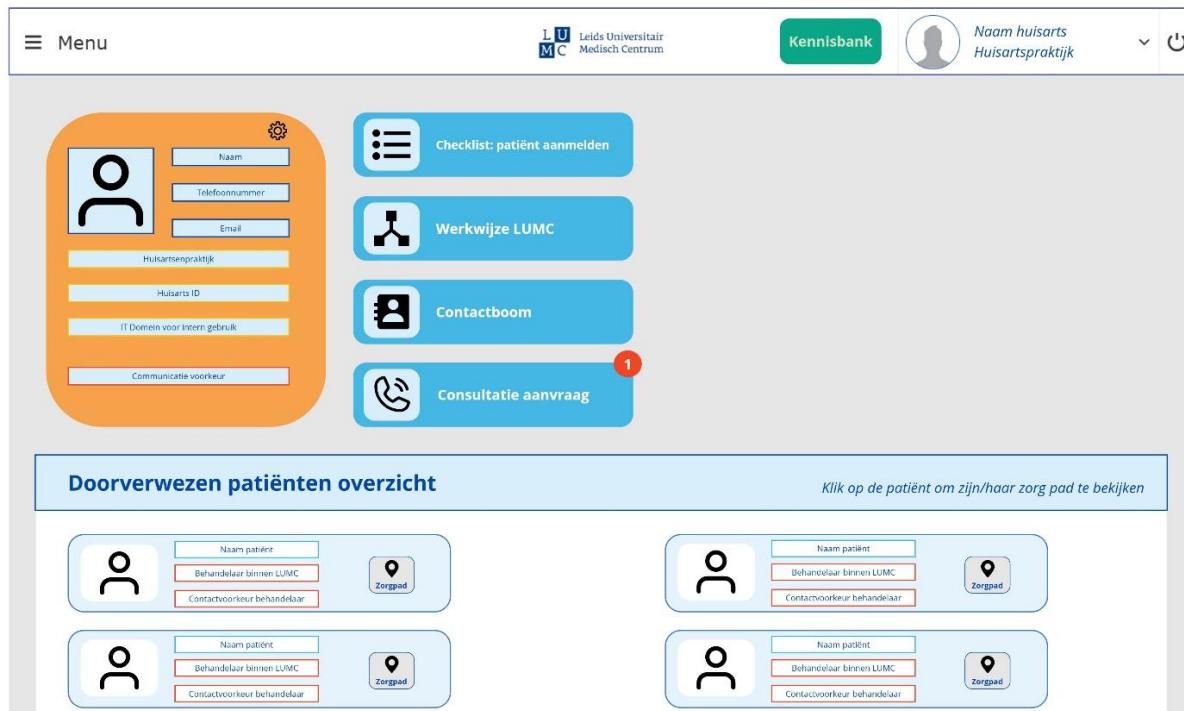 Menu
L U
M C
Leids Universitair
Medisch Centrum
Kennisbank
Naam huisarts
Huisartspraktijk
Naam
Telefoonnummer
Email
Huisartsenpraktijk
Huisarts ID
IT Domein voor intern gebruik
Communicatie voorkeur
Checklist: patiënt aanmelden
Werkwijze LUMC
Contactboom
1
Consultatie aanvraag
Doorverwezen patiënten overzicht
Klik op de patiënt om zijn/haar zorg pad te bekijken
Naam patiënt
Behandelaar binnen LUMC
Contactvoorkeur behandelaar
Zorgpad
Naam patiënt
Behandelaar binnen LUMC
Contactvoorkeur behandelaar
Zorgpad
Naam patiënt
Behandelaar binnen LUMC
Contactvoorkeur behandelaar
Zorgpad
Naam patiënt
Behandelaar binnen LUMC
Contactvoorkeur behandelaar
Zorgpad